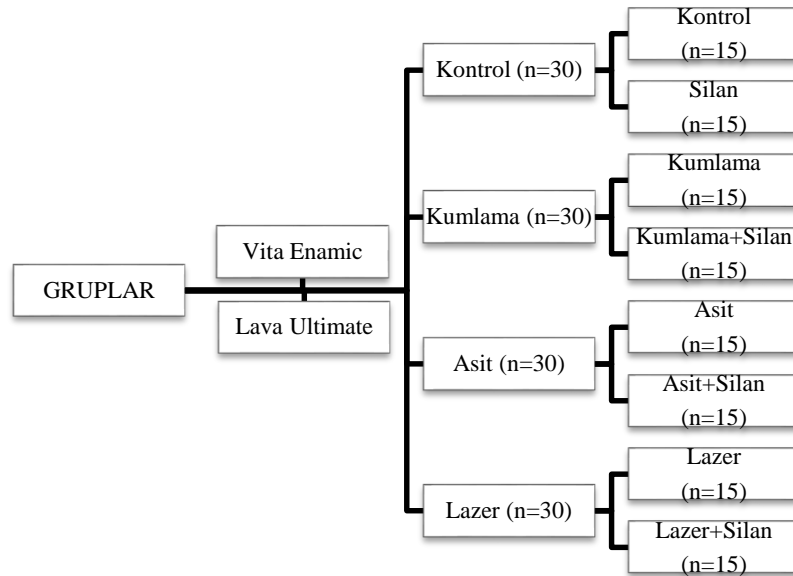 GRUPLAR
Vita Enamic
Lava Ultimate
Kontrol (n=30)
Kontrol
(n=15)
Silan
(n=15)
Kumlama (n=30)
Kumlama
(n=15)
Kumlama+Silan
(n=15)
Asit (n=30)
Asit
(n=15)
Asit+Silan
(n=15)
Lazer (n=30)
Lazer
(n=15)
Lazer+Silan
(n=15)